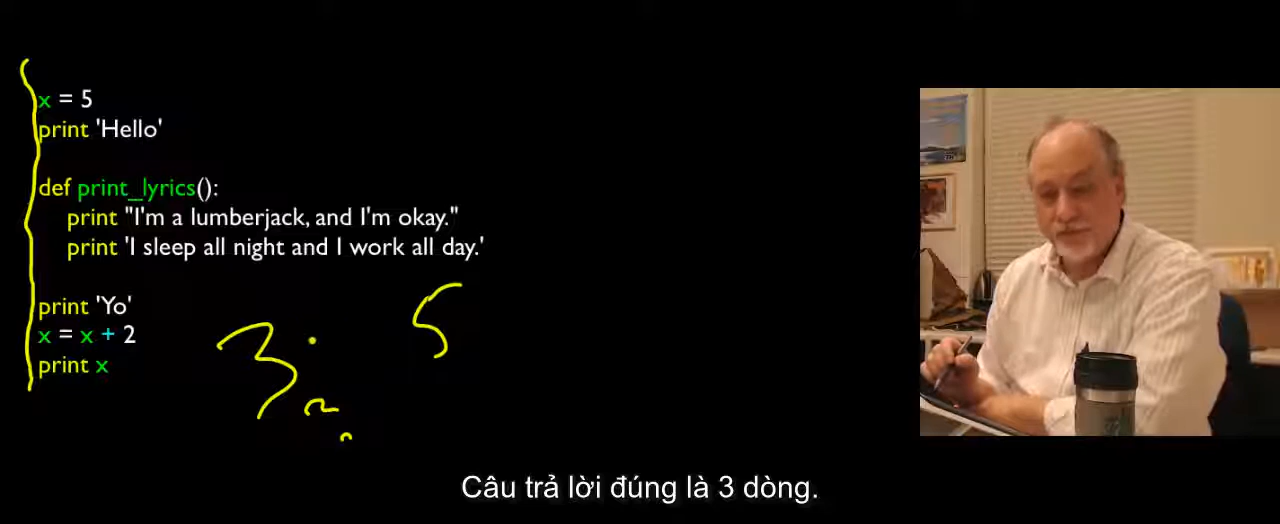 x = 5
print 'Hello'
def print_lyrics():
print "I'm a lumberjack, and I'm okay."
print 'I sleep all night and I work all day.'
print 'Yo'
x = x + 2
print x
3
5
Câu trả lời đúng là 3 dòng.